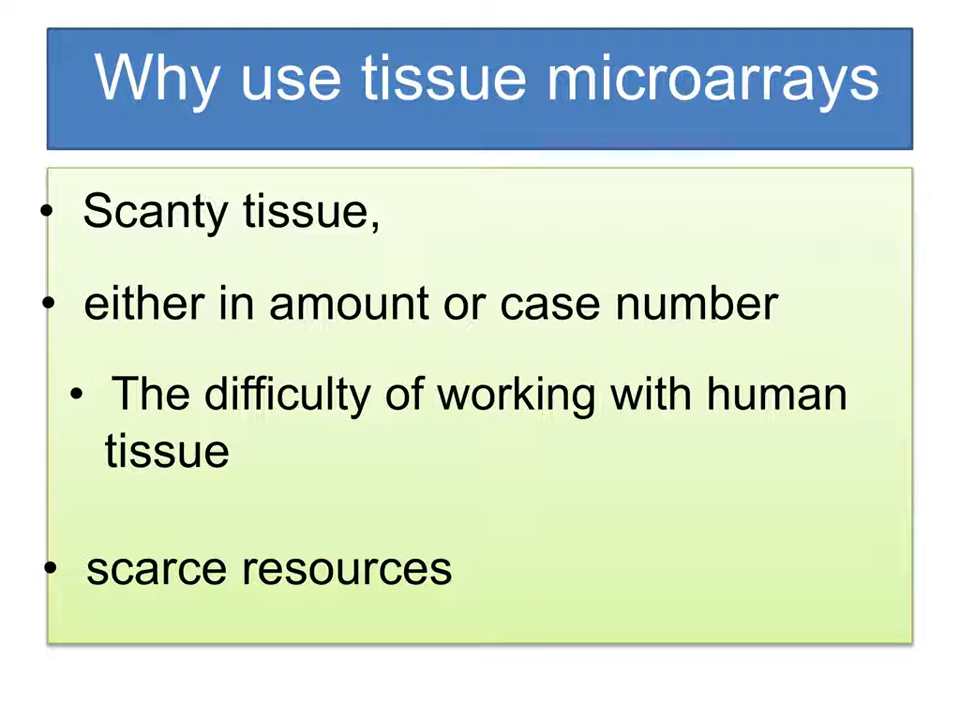 Why use tissue microarrays
• Scanty tissue,
• either in amount or case number
• The difficulty of working with human
tissue
• scarce resources